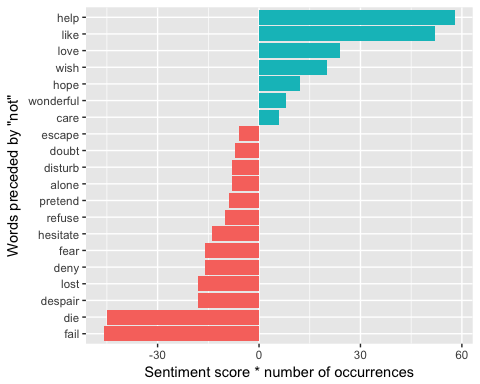 help
like
love
wish
hope
wonderful
care
escape
doubt
disturb
alone
pretend
refuse
hesitate
fear
deny
lost
despair
die
fail
Words preceded by "not"
-30 0 30 60
Sentiment score * number of occurrences